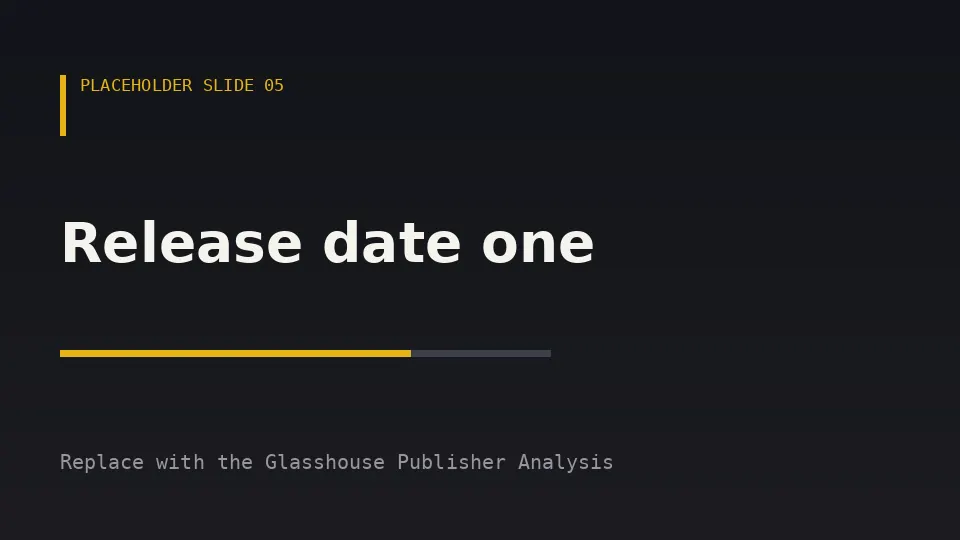 PLACEHOLDER SLIDE 05
Release date one
Replace with the Glasshouse Publisher Analysis